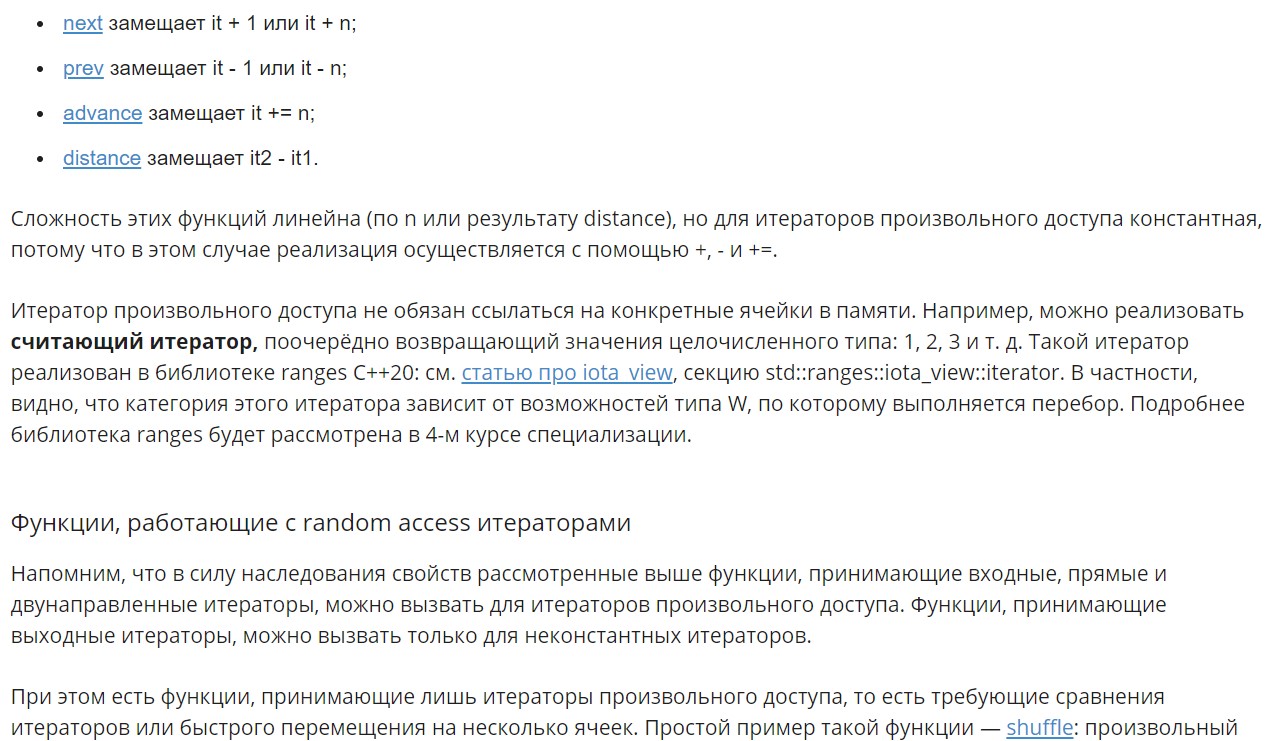 • next замещает it + 1 или it + n;
• prev замещает it - 1 или it - n;
• advance замещает it += n;
• distance замещает it2 - it1.
Сложность этих функций линейна (по n или результату distance), но для итераторов произвольного доступа константная,
потому что в этом случае реализация осуществляется с помощью +, - и +=.
Итератор произвольного доступа не обязан ссылаться на конкретные ячейки в памяти. Например, можно реализовать
считающий итератор, поочерёдно возвращающий значения целочисленного типа: 1, 2, 3 и т. д. Такой итератор
реализован в библиотеке ranges C++20: см. статью про iota_view, секцию std::ranges::iota_view::iterator. В частности,
видно, что категория этого итератора зависит от возможностей типа W, по которому выполняется перебор. Подробнее
библиотека ranges будет рассмотрена в 4-м курсе специализации.
Функции, работающие с random access итераторами
Напомним, что в силу наследования свойств рассмотренные выше функции, принимающие входные, прямые и
двунаправленные итераторы, можно вызвать для итераторов произвольного доступа. Функции, принимающие
выходные итераторы, можно вызвать только для неконстантных итераторов.
При этом есть функции, принимающие лишь итераторы произвольного доступа, то есть требующие сравнения
итераторов или быстрого перемещения на несколько ячеек. Простой пример такой функции — shuffle: произвольный